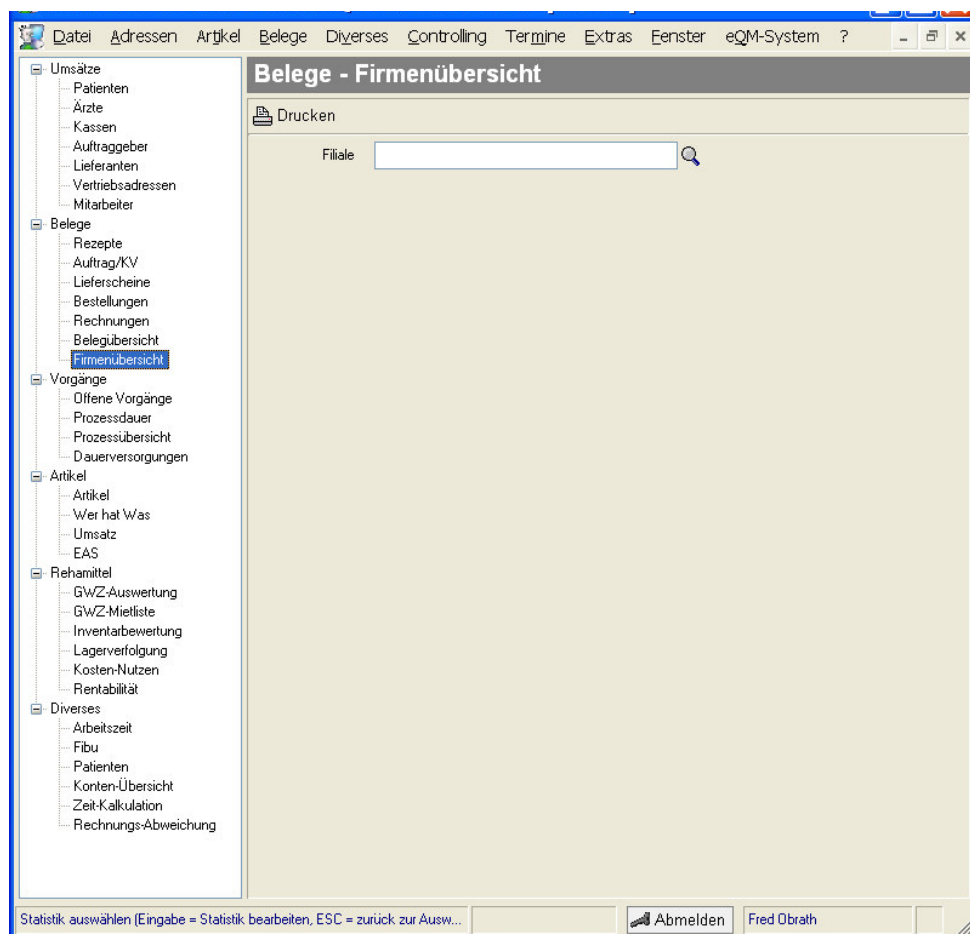 Datei Adressen Artikel Belege Diverses Controlling Termine Extras Fenster eQM-System ?
Belege - Firmenübersicht
Drucken
Filiale
Umsätze
Patienten
Ärzte
Kassen
Auftraggeber
Lieferanten
Vertriebsadressen
Mitarbeiter
Belege
Rezepte
Auftrag/KV
Lieferscheine
Bestellungen
Rechnungen
Belegübersicht
Firmenübersicht
Vorgänge
Offene Vorgänge
Prozessdauer
Prozessübersicht
Dauerversorgungen
Artikel
Artikel
Wer hat Was
Umsatz
EAS
Rehamittel
GWZ-Auswertung
GWZ-Mietliste
Inventarbewertung
Lagerverfolgung
Kosten-Nutzen
Rentabilität
Diverses
Arbeitszeit
Fibu
Patienten
Konten-Übersicht
Zeit-Kalkulation
Rechnungs-Abweichung
Statistik auswählen (Eingabe = Statistik bearbeiten, ESC = zurück zur Ausw...
Abmelden
Fred Obrath